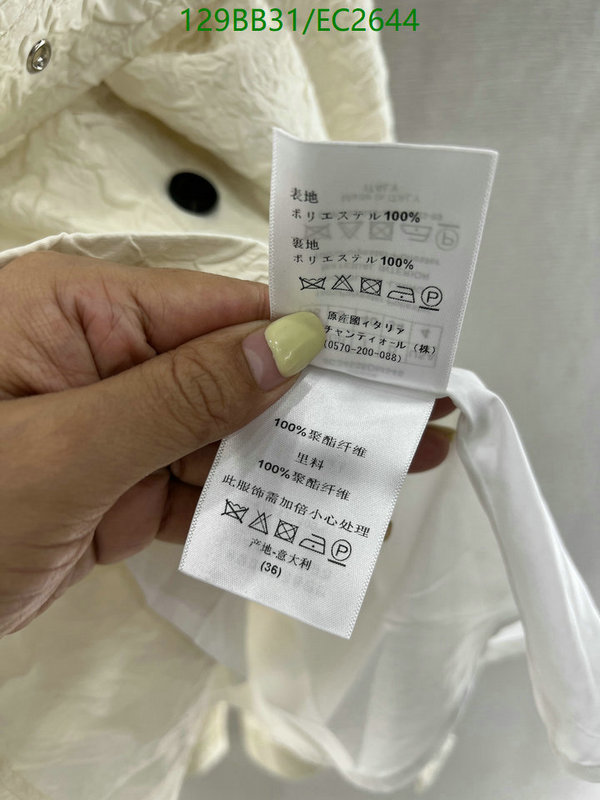 129BB31/EC2644
表地
ポリエステル100%
裏地
ポリエステル100%
原産國イタリア
チャンティオール(株)
(0570-200-088)
100%聚酯纤维
里料
100%聚酯纤维
此服饰需加倍小心处理
产地-意大利
(36)